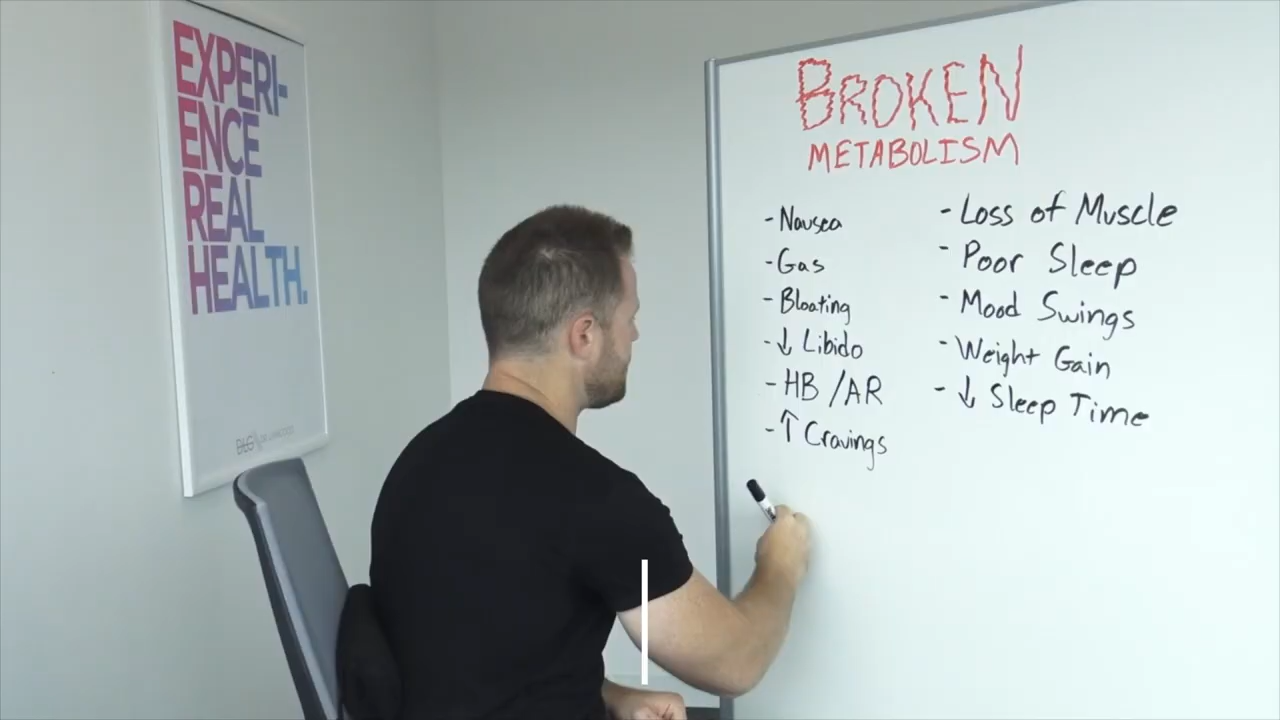 EXPERI-
ENCE
REAL
HEALTH.
BROKEN
METABOLISM
- Nausea
- Gas
- Bloating
- ↓ Libido
- HB / AR
- ↑ Cravings
- Loss of Muscle
- Poor Sleep
- Mood Swings
- Weight Gain
- ↓ Sleep Time